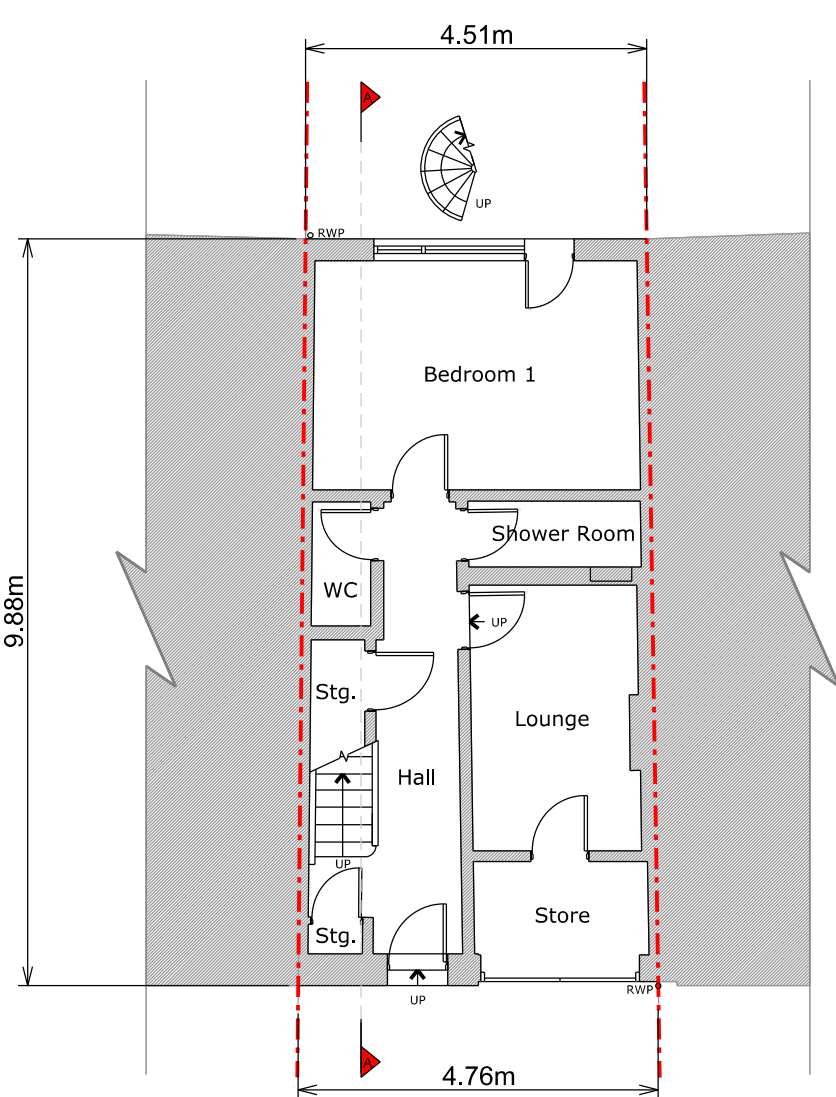 4.51m
A
UP
RWP
Bedroom 1
Shower Room
WC
UP
9.88m
Stg.
Lounge
Hall
UP
Store
Stg.
RWP
UP
A
4.76m